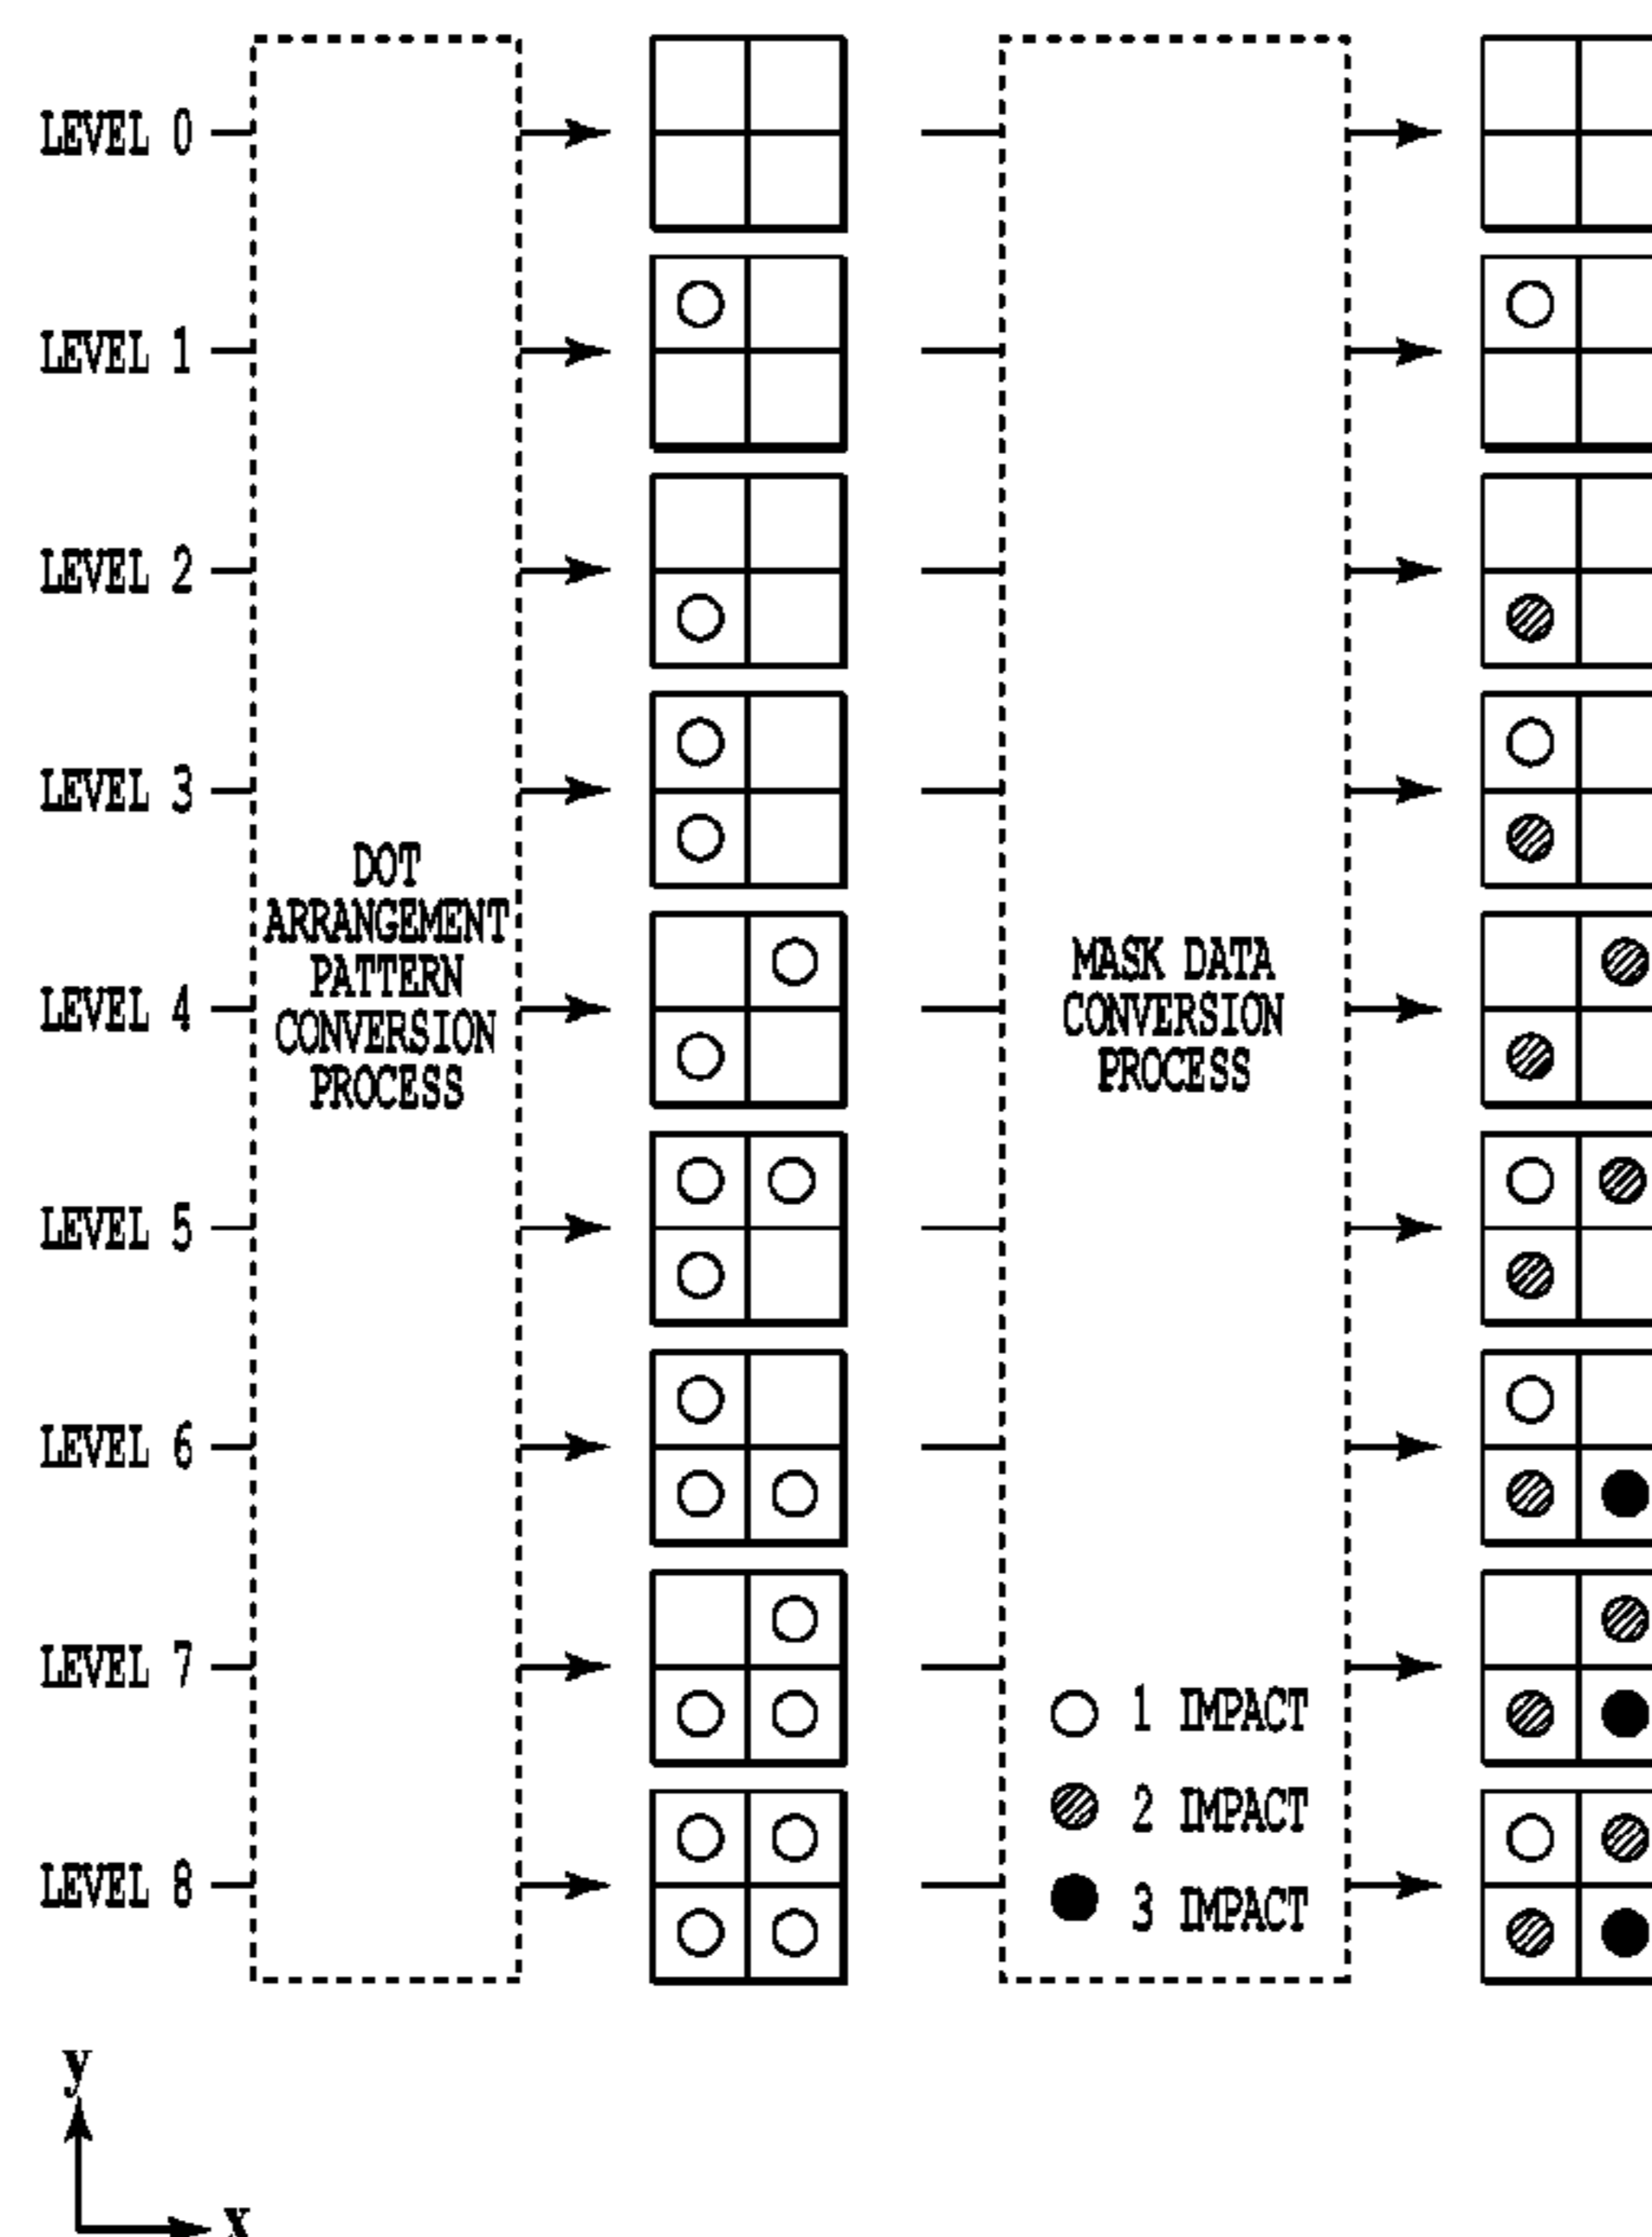 LEVEL 0
LEVEL 1
LEVEL 2
LEVEL 3
LEVEL 4
LEVEL 5
LEVEL 6
LEVEL 7
LEVEL 8
DOT
ARRANGEMENT
PATTERN
CONVERSION
PROCESS
MASK DATA
CONVERSION
PROCESS
1 IMPACT
2 IMPACT
3 IMPACT
y
x